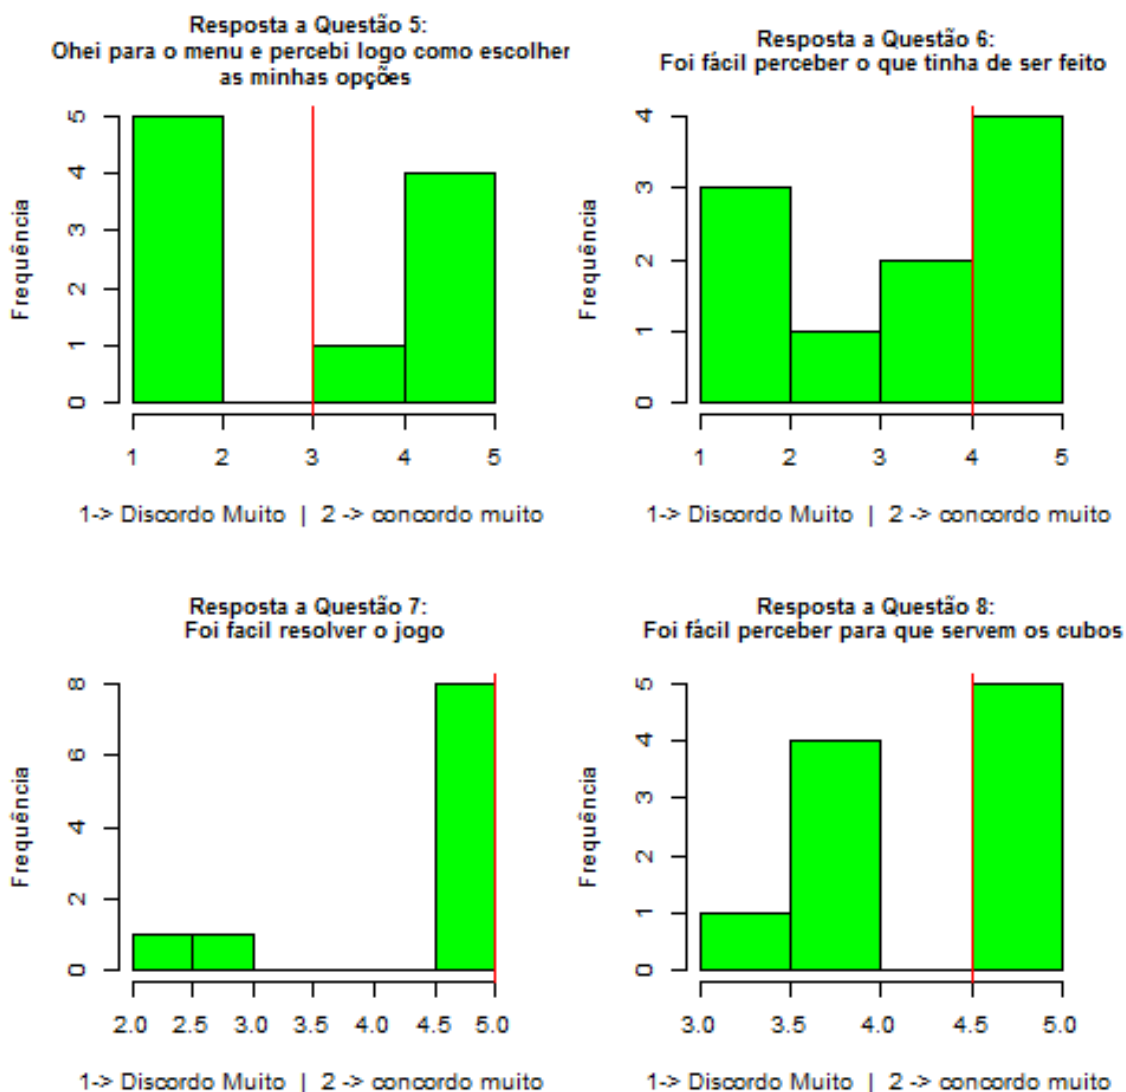 Resposta a Questão 5:
Ohei para o menu e percebi logo como escolher
as minhas opções
5
4
3
2
1
0
Frequência
1 2 3 4 5
1-> Discordo Muito | 2 -> concordo muito
Resposta a Questão 6:
Foi fácil perceber o que tinha de ser feito
4
3
2
1
0
Frequência
1 2 3 4 5
1-> Discordo Muito | 2 -> concordo muito
Resposta a Questão 7:
Foi facil resolver o jogo
8
6
4
2
0
Frequência
2.0 2.5 3.0 3.5 4.0 4.5 5.0
1-> Discordo Muito | 2 -> concordo muito
Resposta a Questão 8:
Foi fácil perceber para que servem os cubos
5
4
3
2
1
0
Frequência
3.0 3.5 4.0 4.5 5.0
1-> Discordo Muito | 2 -> concordo muito